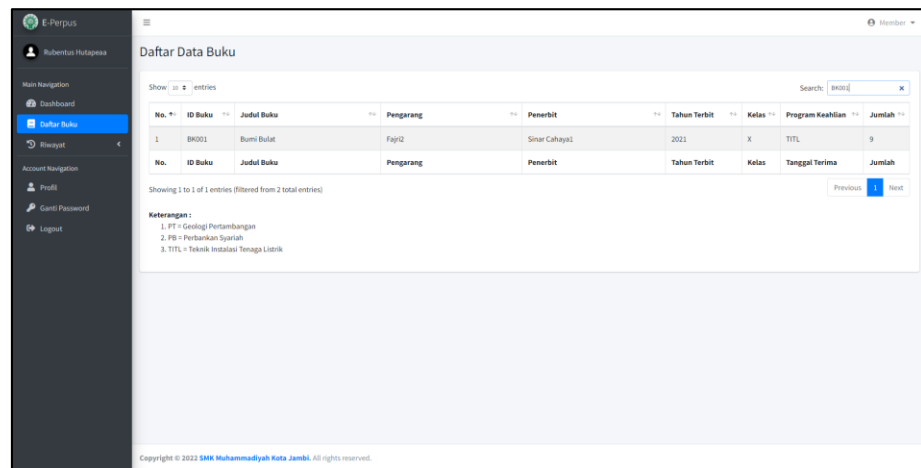 E-Perpus
Member
Rubentus Hutapeaa
Main Navigation
Dashboard
Daftar Buku
Riwayat
Account Navigation
Profil
Ganti Password
Logout
Daftar Data Buku
Show 10 entries
Search: BK001
No. ID Buku Judul Buku Pengarang Penerbit Tahun Terbit Kelas Program Keahlian Jumlah
1 BK001 Bumi Bulat Fajri2 Sinar Cahaya1 2021 X TITL 9
No. ID Buku Judul Buku Pengarang Penerbit Tahun Terbit Kelas Tanggal Terima Jumlah
Showing 1 to 1 of 1 entries (filtered from 2 total entries)
Previous 1 Next
Keterangan :
1. PT = Geologi Pertambangan
2. PB = Perbankan Syariah
3. TITL = Teknik Instalasi Tenaga Listrik
Copyright © 2022 SMK Muhammadiyah Kota Jambi. All rights reserved.